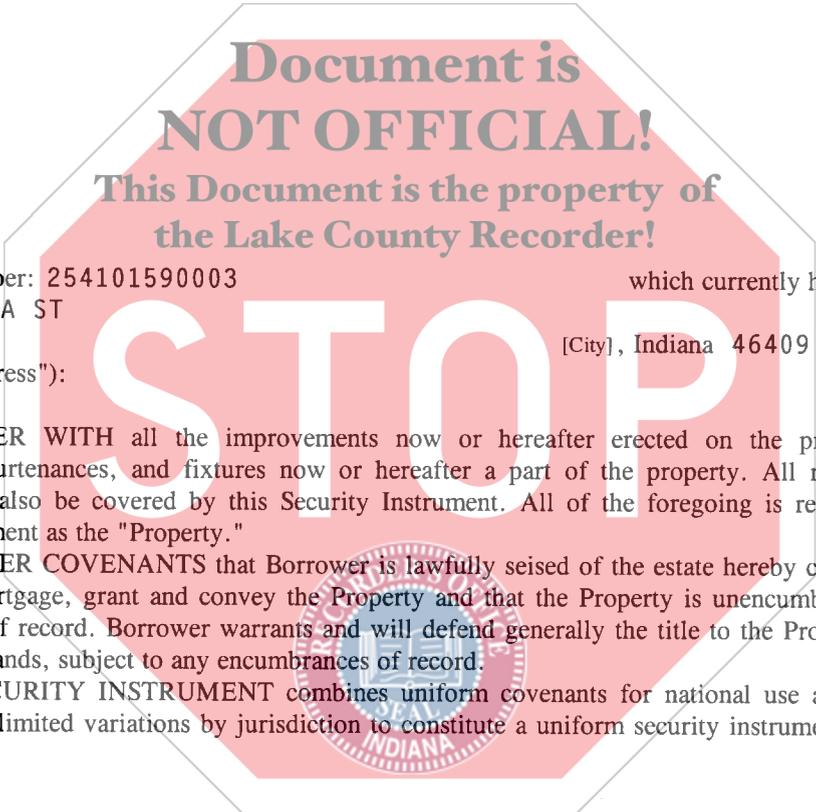 Document is
NOT OFFICIAL!
This Document is the property of
the Lake County Recorder!
ber: 254101590003 which currently h
A ST
[City], Indiana 46409
ress"):
STOP
ER WITH all the improvements now or hereafter erected on the pr
urtenances, and fixtures now or hereafter a part of the property. All r
also be covered by this Security Instrument. All of the foregoing is re
nent as the "Property."
ER COVENANTS that Borrower is lawfully seised of the estate hereby c
rtgage, grant and convey the Property and that the Property is unencumb
f record. Borrower warrants and will defend generally the title to the Pro
ands, subject to any encumbrances of record.
CURITY INSTRUMENT combines uniform covenants for national use a
limited variations by jurisdiction to constitute a uniform security instrume
RECORDER'S OFFICE
SEAL
INDIANA